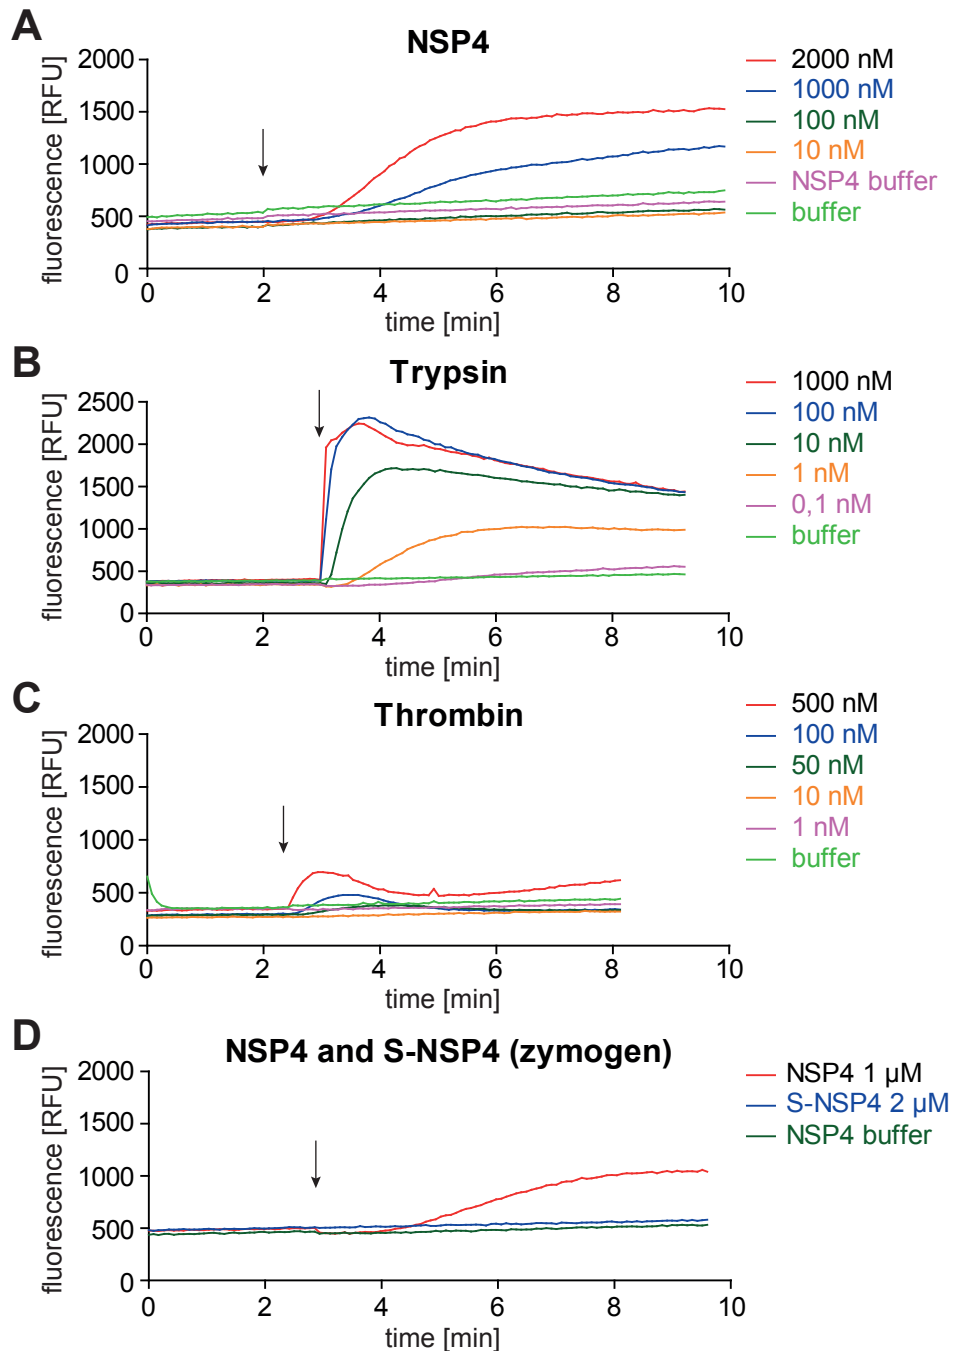 A
NSP4
fluorescence [RFU]
2000
1500
1000
500
0
0 2 4 6 8 10
time [min]
2000 nM
1000 nM
100 nM
10 nM
NSP4 buffer
buffer
B
Trypsin
fluorescence [RFU]
2500
2000
1500
1000
500
0
0 2 4 6 8 10
time [min]
1000 nM
100 nM
10 nM
1 nM
0,1 nM
buffer
C
Thrombin
fluorescence [RFU]
2000
1500
1000
500
0
0 2 4 6 8 10
time [min]
500 nM
100 nM
50 nM
10 nM
1 nM
buffer
D
NSP4 and S-NSP4 (zymogen)
fluorescence [RFU]
2000
1500
1000
500
0
0 2 4 6 8 10
time [min]
NSP4 1 µM
S-NSP4 2 µM
NSP4 buffer